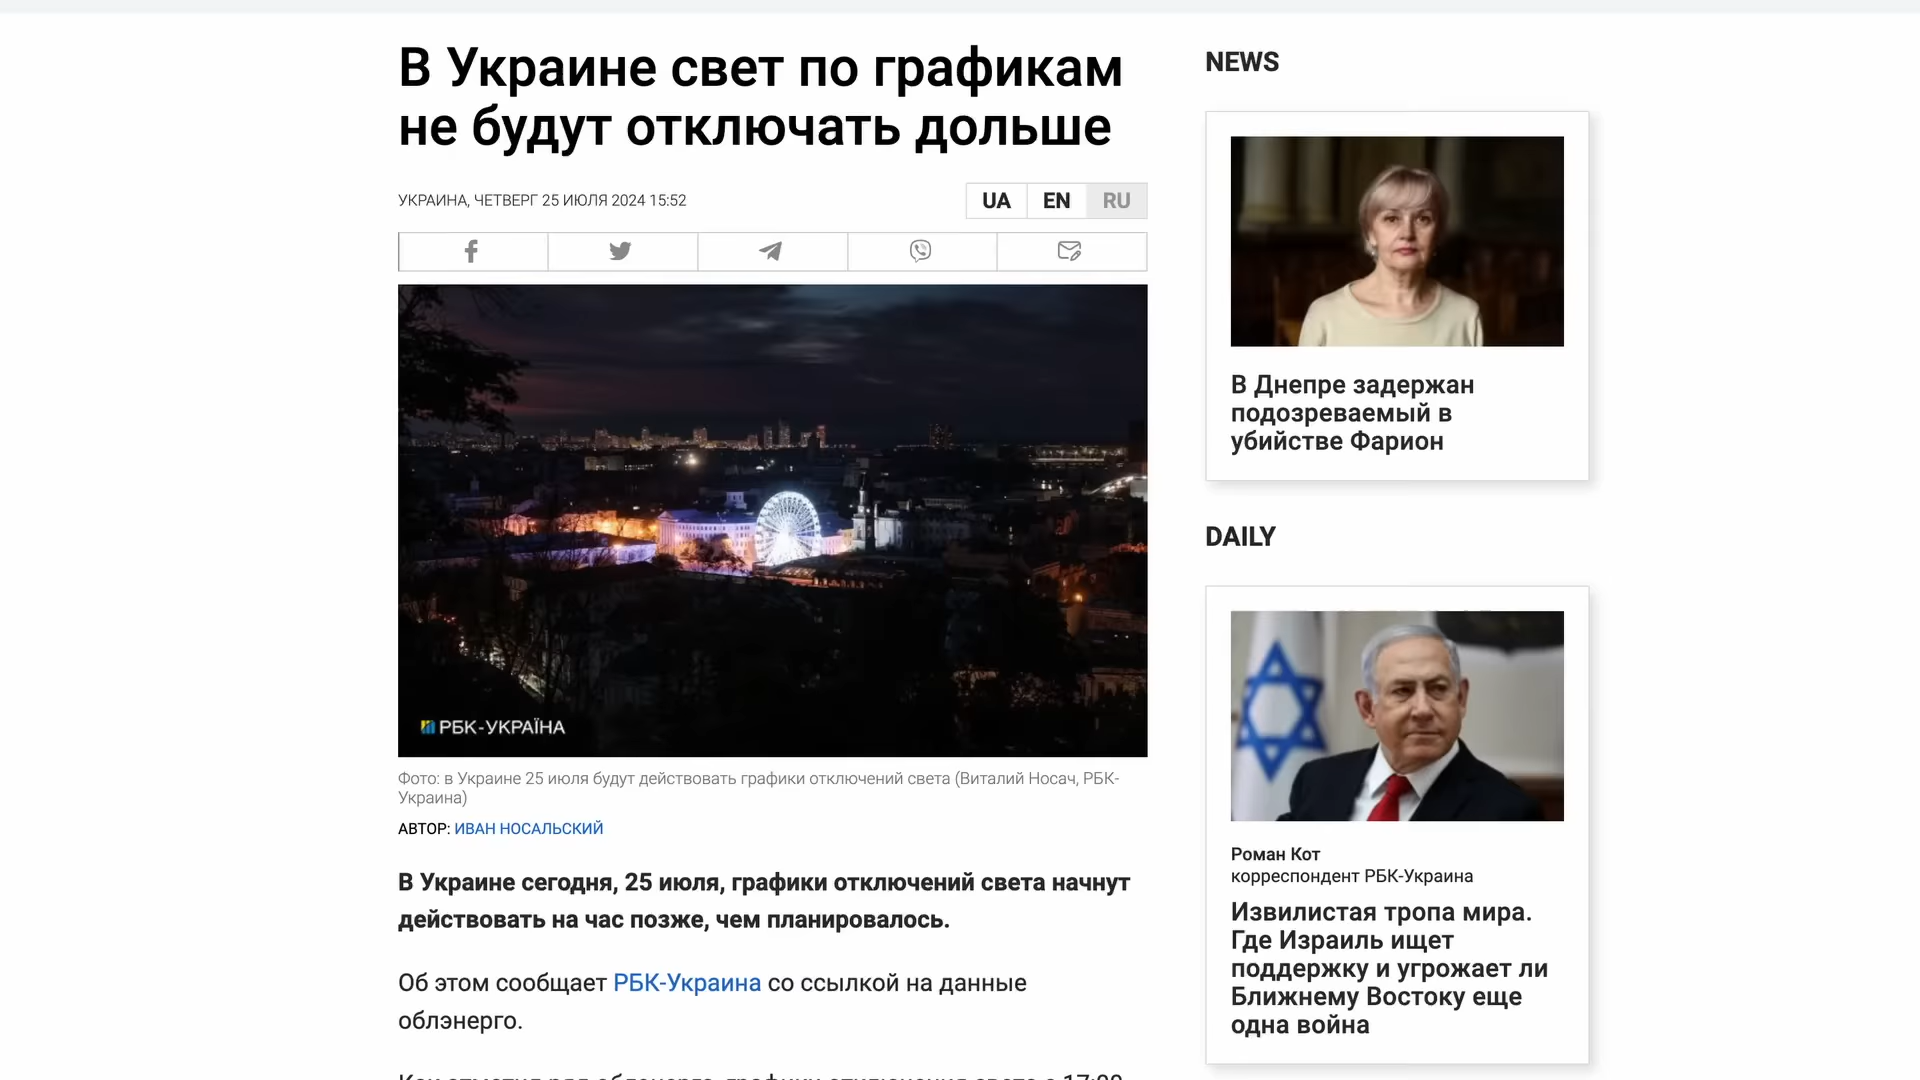 В Украине свет по графикам
не будут отключать дольше
УКРАИНА, ЧЕТВЕРГ 25 ИЮЛЯ 2024 15:52
UA EN RU
РБК-УКРАЇНА
Фото: в Украине 25 июля будут действовать графики отключений света (Виталий Носач, РБК-
Украина)
АВТОР: ИВАН НОСАЛЬСКИЙ
В Украине сегодня, 25 июля, графики отключений света начнут
действовать на час позже, чем планировалось.
Об этом сообщает РБК-Украина со ссылкой на данные
облэнерго.
NEWS
В Днепре задержан
подозреваемый в
убийстве Фарион
DAILY
Роман Кот
корреспондент РБК-Украина
Извилистая тропа мира.
Где Израиль ищет
поддержку и угрожает ли
Ближнему Востоку еще
одна война